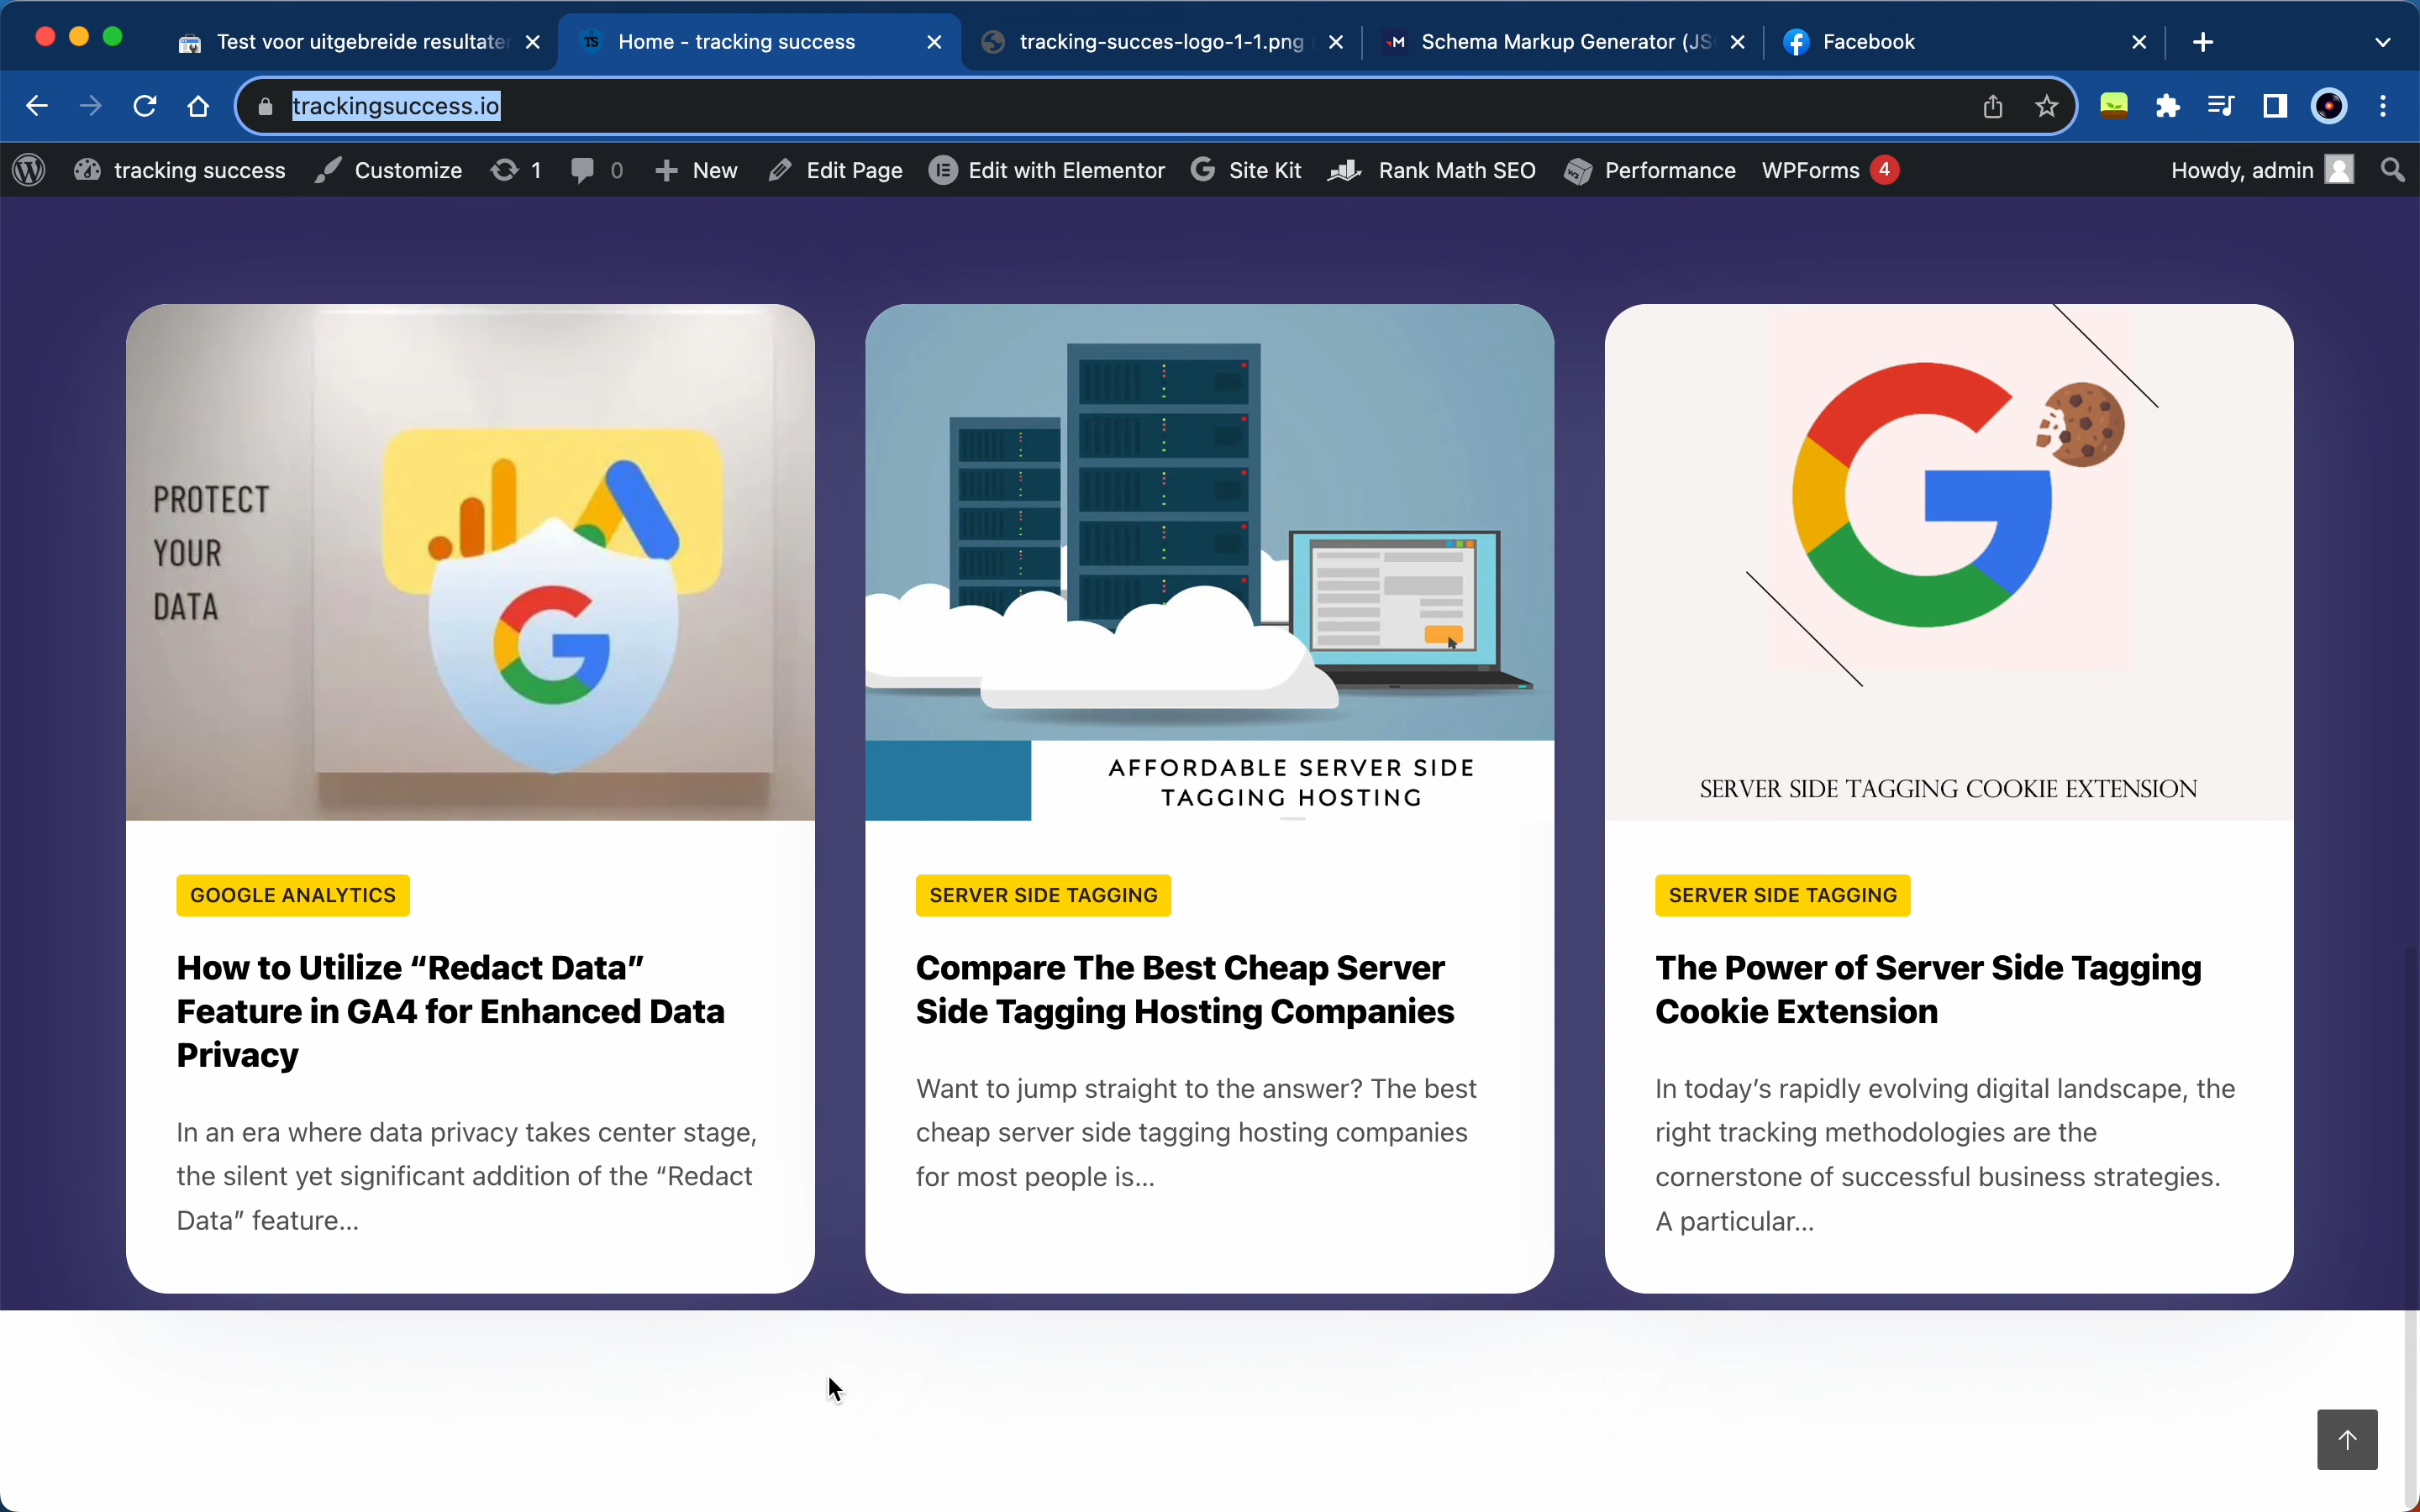 Test voor uitgebreide resultate
Home - tracking success
tracking-succes-logo-1-1.png
Schema Markup Generator (JS
Facebook
trackingsuccess.io
tracking success
Customize
1
0
New
Edit Page
Edit with Elementor
Site Kit
Rank Math SEO
Performance
WPForms 4
Howdy, admin
PROTECT
YOUR
DATA
AFFORDABLE SERVER SIDE
TAGGING HOSTING
SERVER SIDE TAGGING COOKIE EXTENSION
GOOGLE ANALYTICS
How to Utilize “Redact Data”
Feature in GA4 for Enhanced Data
Privacy
In an era where data privacy takes center stage,
the silent yet significant addition of the “Redact
Data” feature...
SERVER SIDE TAGGING
Compare The Best Cheap Server
Side Tagging Hosting Companies
Want to jump straight to the answer? The best
cheap server side tagging hosting companies
for most people is...
SERVER SIDE TAGGING
The Power of Server Side Tagging
Cookie Extension
In today’s rapidly evolving digital landscape, the
right tracking methodologies are the
cornerstone of successful business strategies.
A particular...